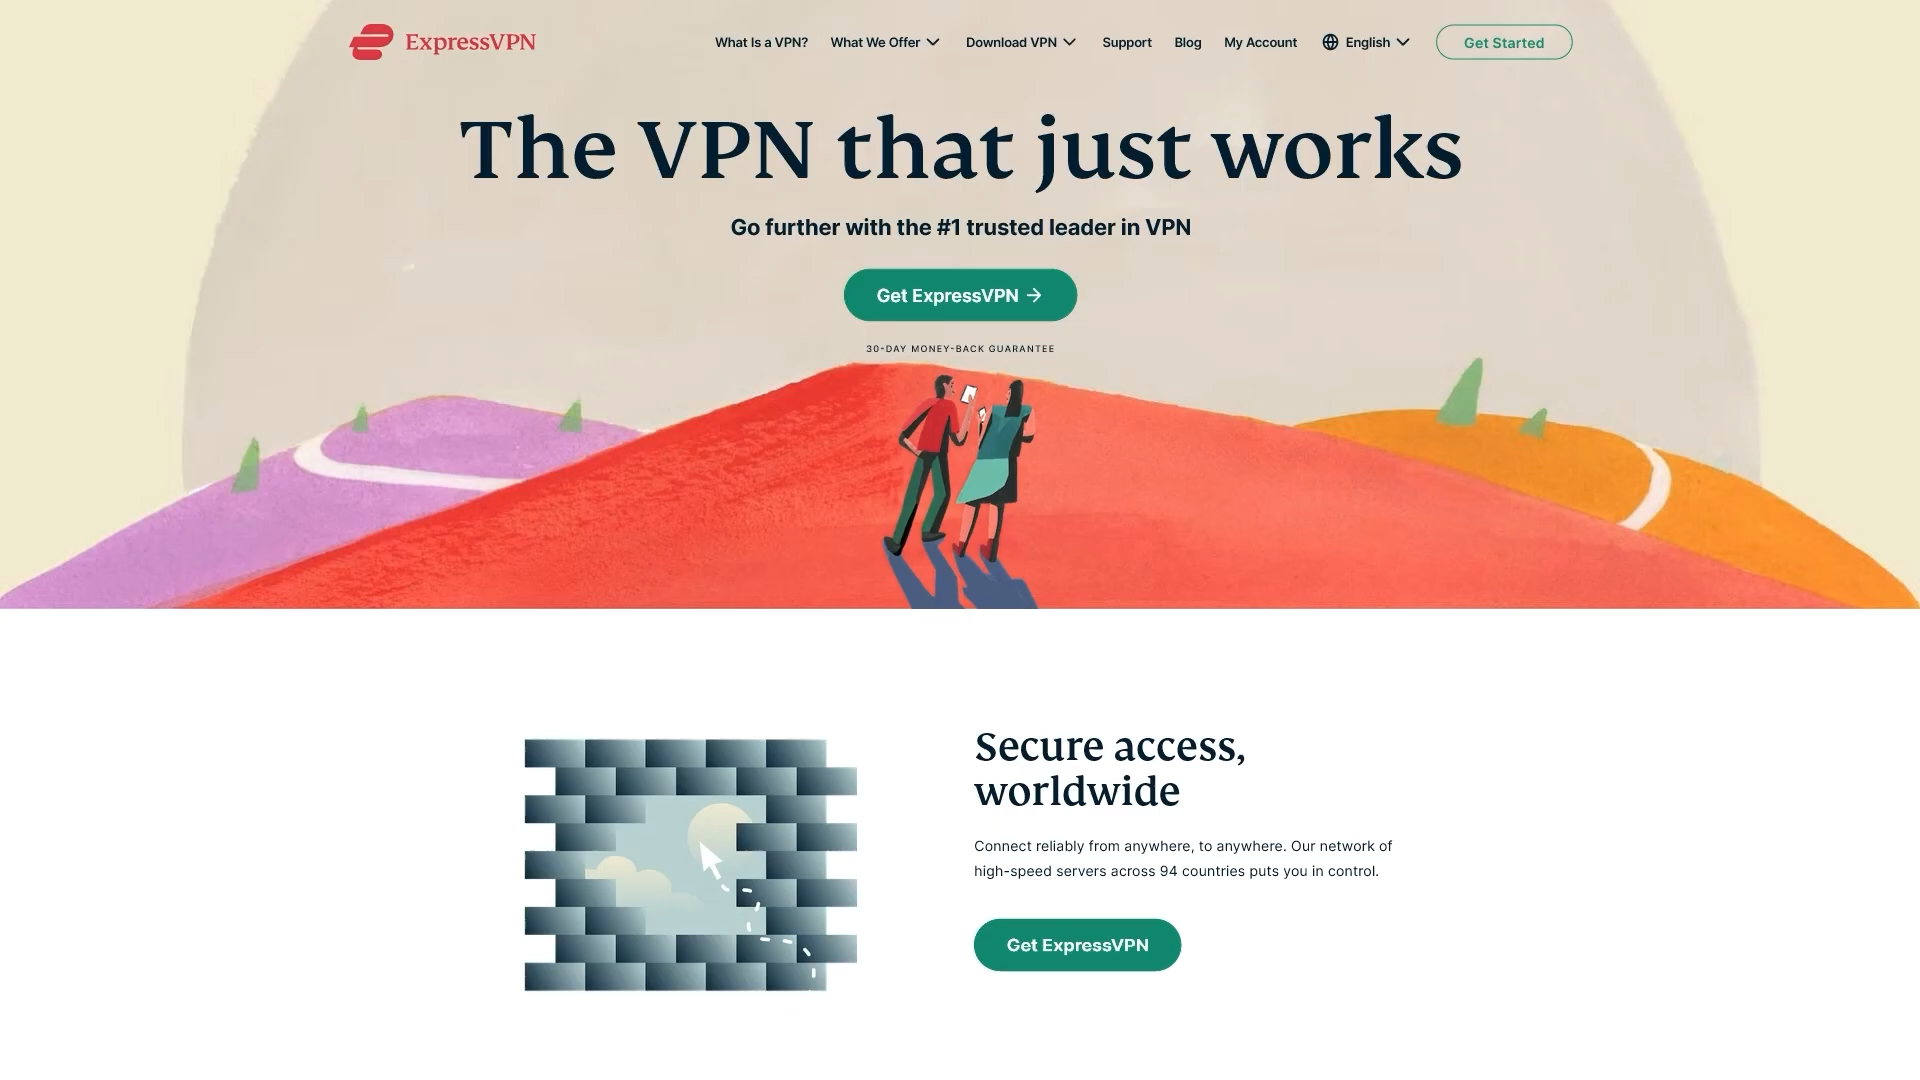 ExpressVPN
What Is a VPN? What We Offer Download VPN Support Blog My Account English Get Started
The VPN that just works
Go further with the #1 trusted leader in VPN
Get ExpressVPN
30-DAY MONEY-BACK GUARANTEE
Secure access,
worldwide
Connect reliably from anywhere, to anywhere. Our network of
high-speed servers across 94 countries puts you in control.
Get ExpressVPN